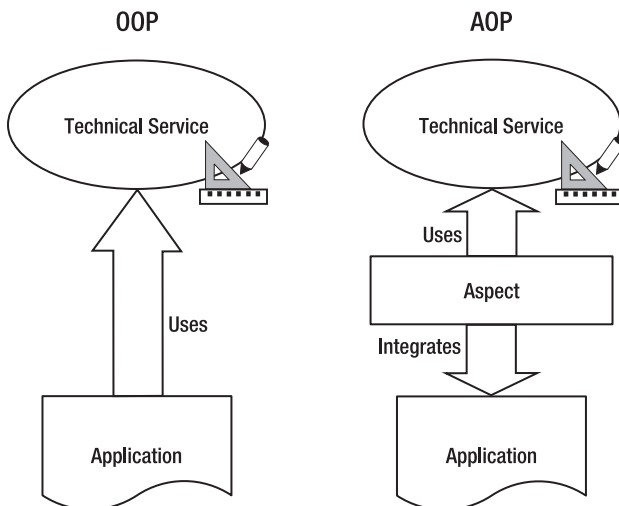 OOP
Technical Service
Uses
Application
AOP
Technical Service
Uses
Aspect
Integrates
Application